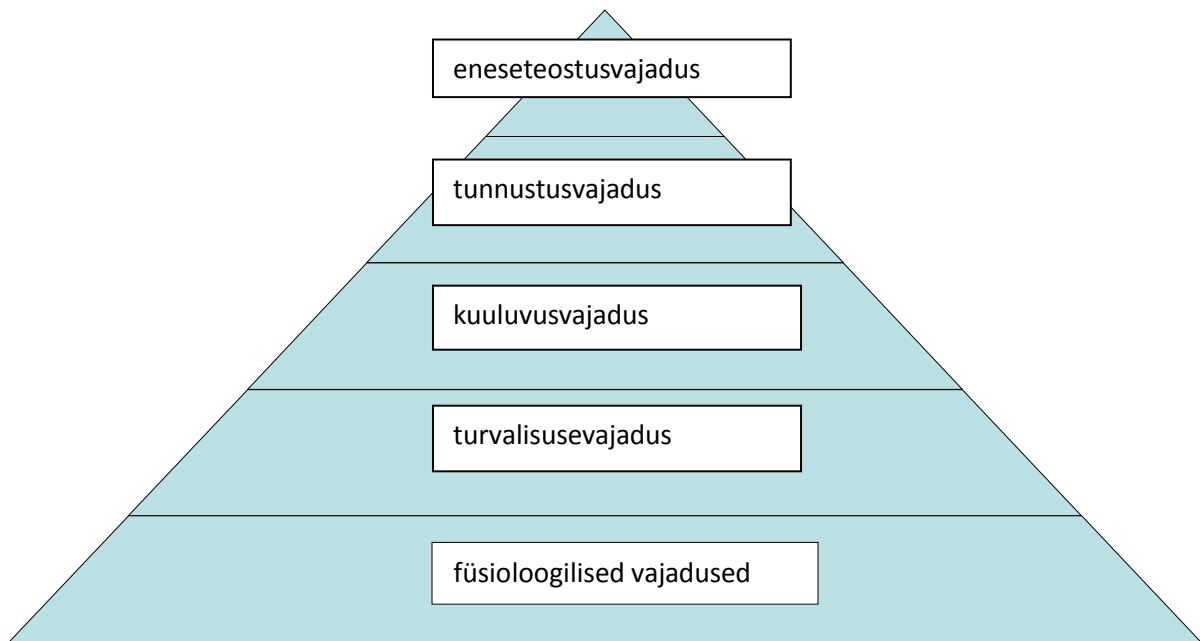 eneseteostusvajadus
tunnustusvajadus
kuuluvusvajadus
turvalisusevajadus
füsioloogilised vajadused